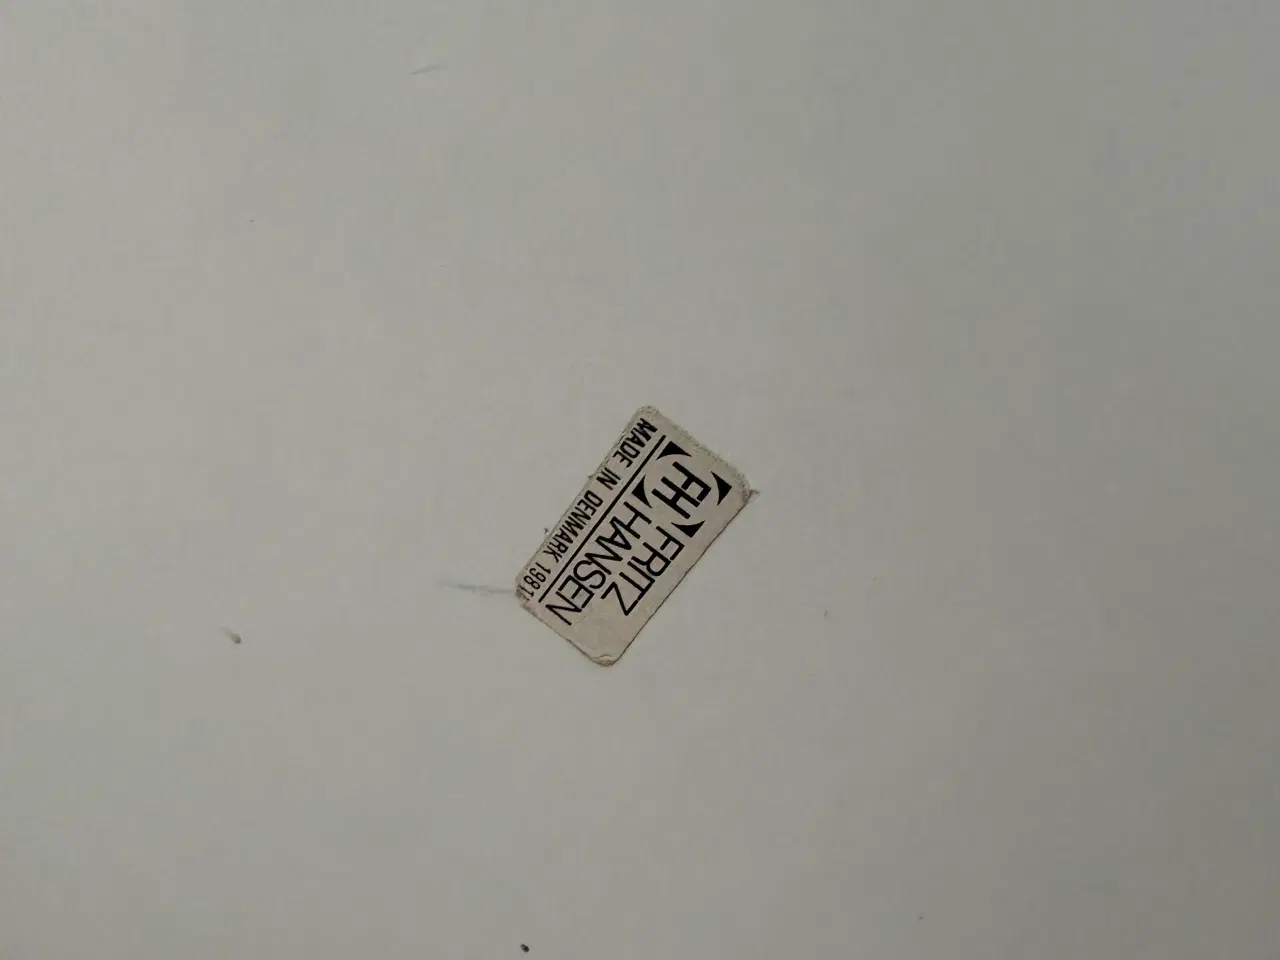 FH FRITZ
HANSEN
MADE IN DENMARK 1981